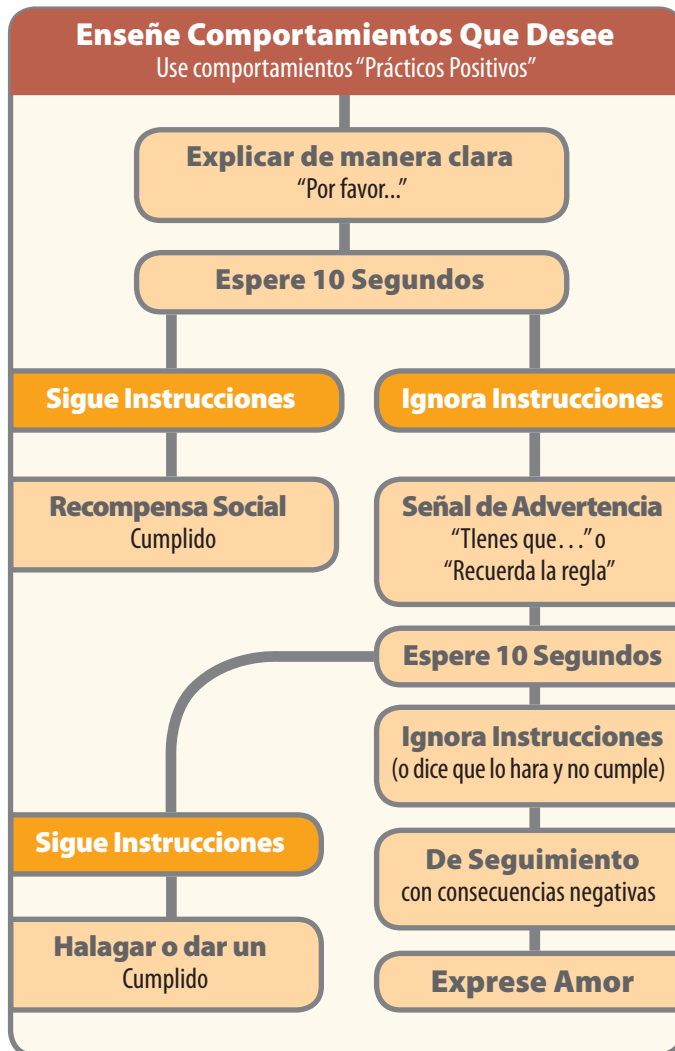 Enseñe Comportamientos Que Desee
Use comportamientos “Prácticos Positivos”
Explicar de manera clara
“Por favor...”
Espere 10 Segundos
Sigue Instrucciones
Ignora Instrucciones
Recompensa Social
Cumplido
Señal de Advertencia
“TIenes que...” o
“Recuerda la regla”
Espere 10 Segundos
Ignora Instrucciones
(o dice que lo hara y no cumple)
Sigue Instrucciones
De Seguimiento
con consecuencias negativas
Halagar o dar un
Cumplido
Exprese Amor